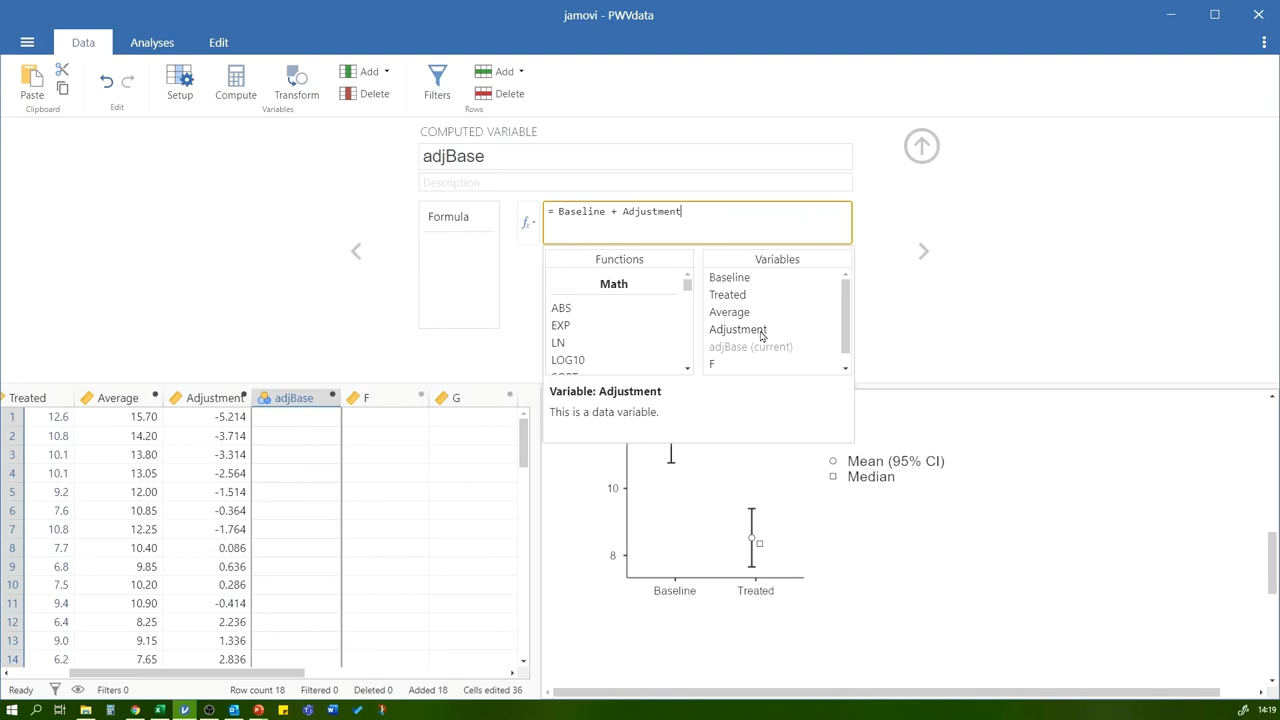 jamovi - PWVdata
Data Analyses Edit
Paste Setup Compute Transform Add Delete Filters Add Delete
Clipboard Edit Variables Rows
COMPUTED VARIABLE
adjBase
Description
Formula
fx
= Baseline + Adjustment
Functions Variables
Math
ABS
EXP
LN
LOG10
Baseline
Treated
Average
Adjustment
adjBase (current)
F
Variable: Adjustment
This is a data variable.
Treated Average Adjustment adjBase F G
1 12.6 15.70 -5.214
2 10.8 14.20 -3.714
3 10.1 13.80 -3.314
4 10.1 13.05 -2.564
5 9.2 12.00 -1.514
6 7.6 10.85 -0.364
7 10.8 12.25 -1.764
8 7.7 10.40 0.086
9 6.8 9.85 0.636
10 7.5 10.20 0.286
11 9.4 10.90 -0.414
12 6.4 8.25 2.236
13 9.0 9.15 1.336
14 6.2 7.65 2.836
Mean (95% CI)
Median
10
8
Baseline Treated
Ready Filters 0 Row count 18 Filtered 0 Deleted 0 Added 18 Cells edited 36
14:19